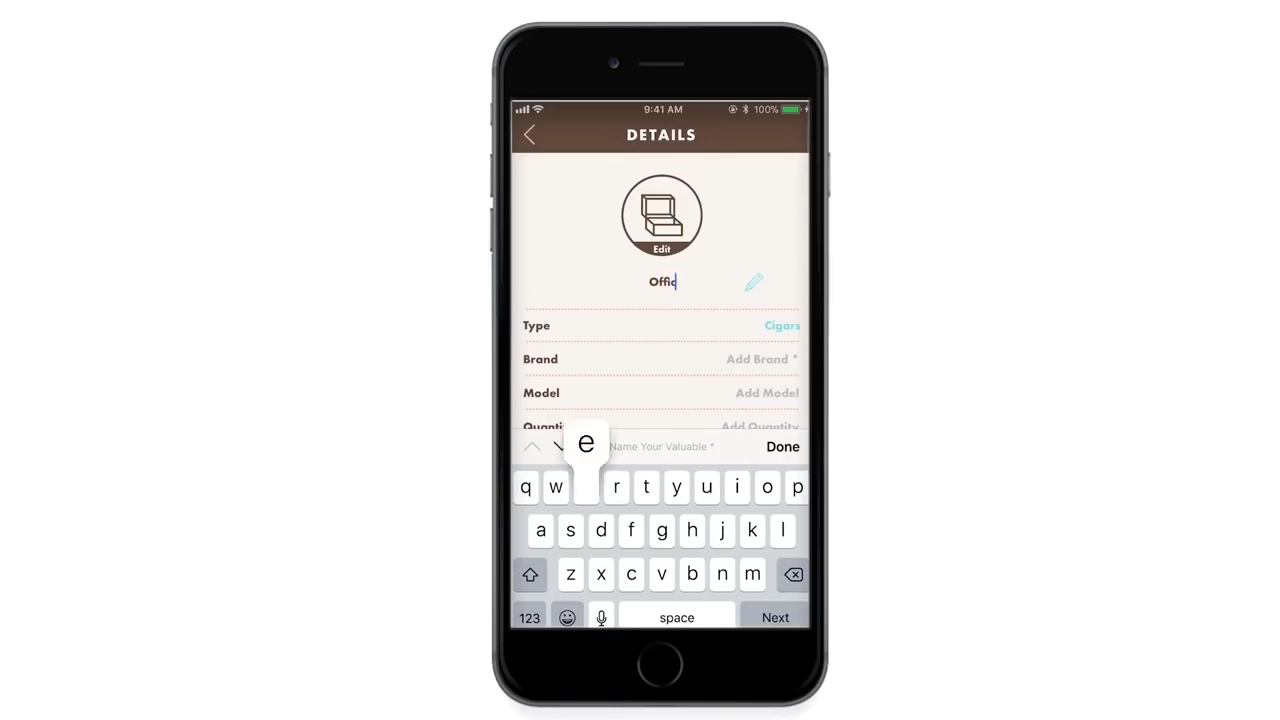 9:41 AM 100%
DETAILS
Edit
Offic
Type Cigars
Brand Add Brand *
Model Add Model
Quanti Add Quantity
e Name Your Valuable * Done
q w r t y u i o p
a s d f g h j k l
z x c v b n m
123 space Next